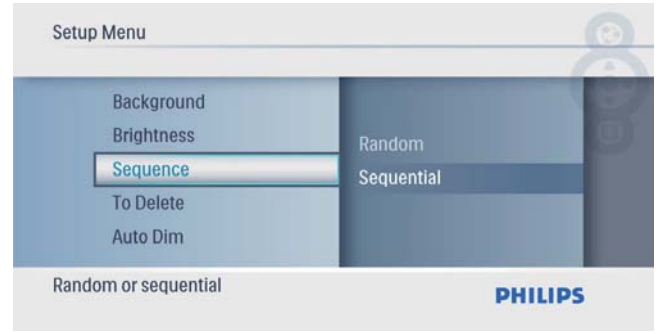 Setup Menu
Background
Brightness
Sequence
To Delete
Auto Dim
Random
Sequential
Random or sequential
PHILIPS